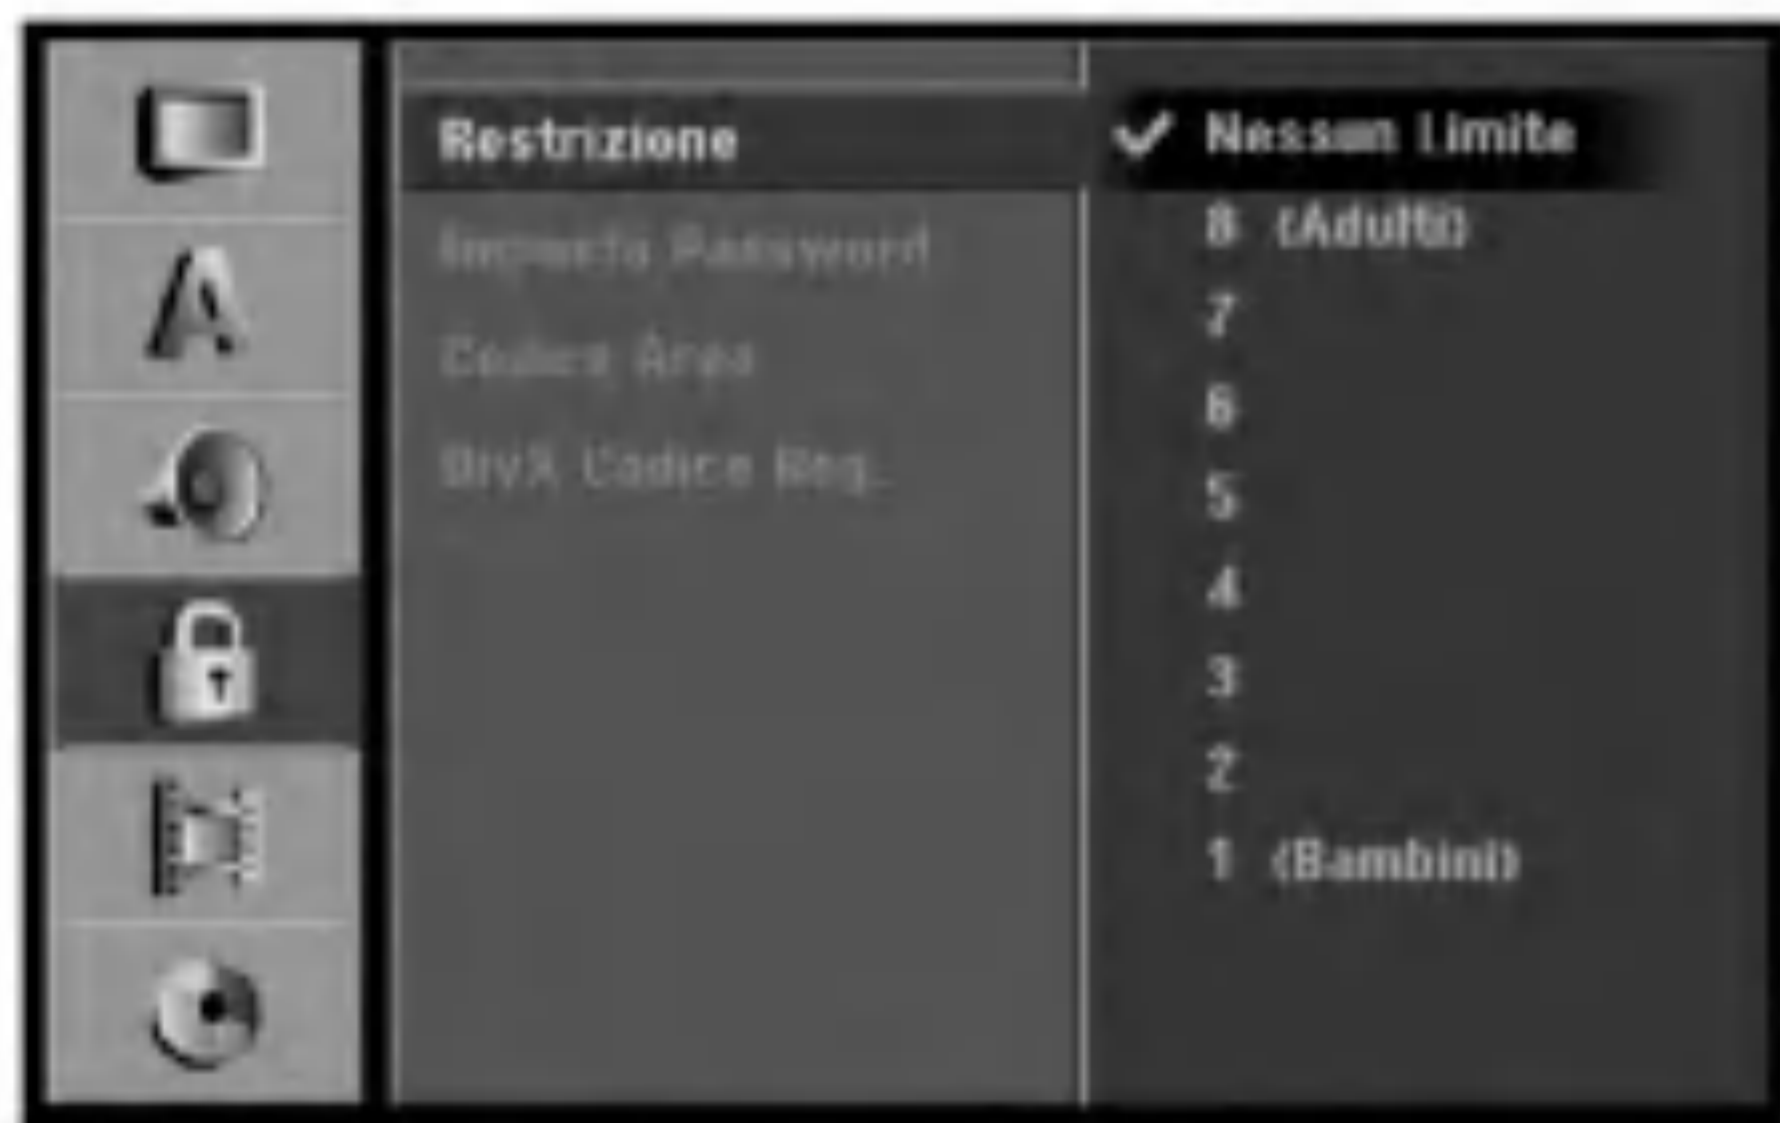 Restrizione
Imposta Password
Codice Area
DivX Codice Reg.
✓ Nessun Limite
8 (Adulti)
7
6
5
4
3
2
1 (Bambini)